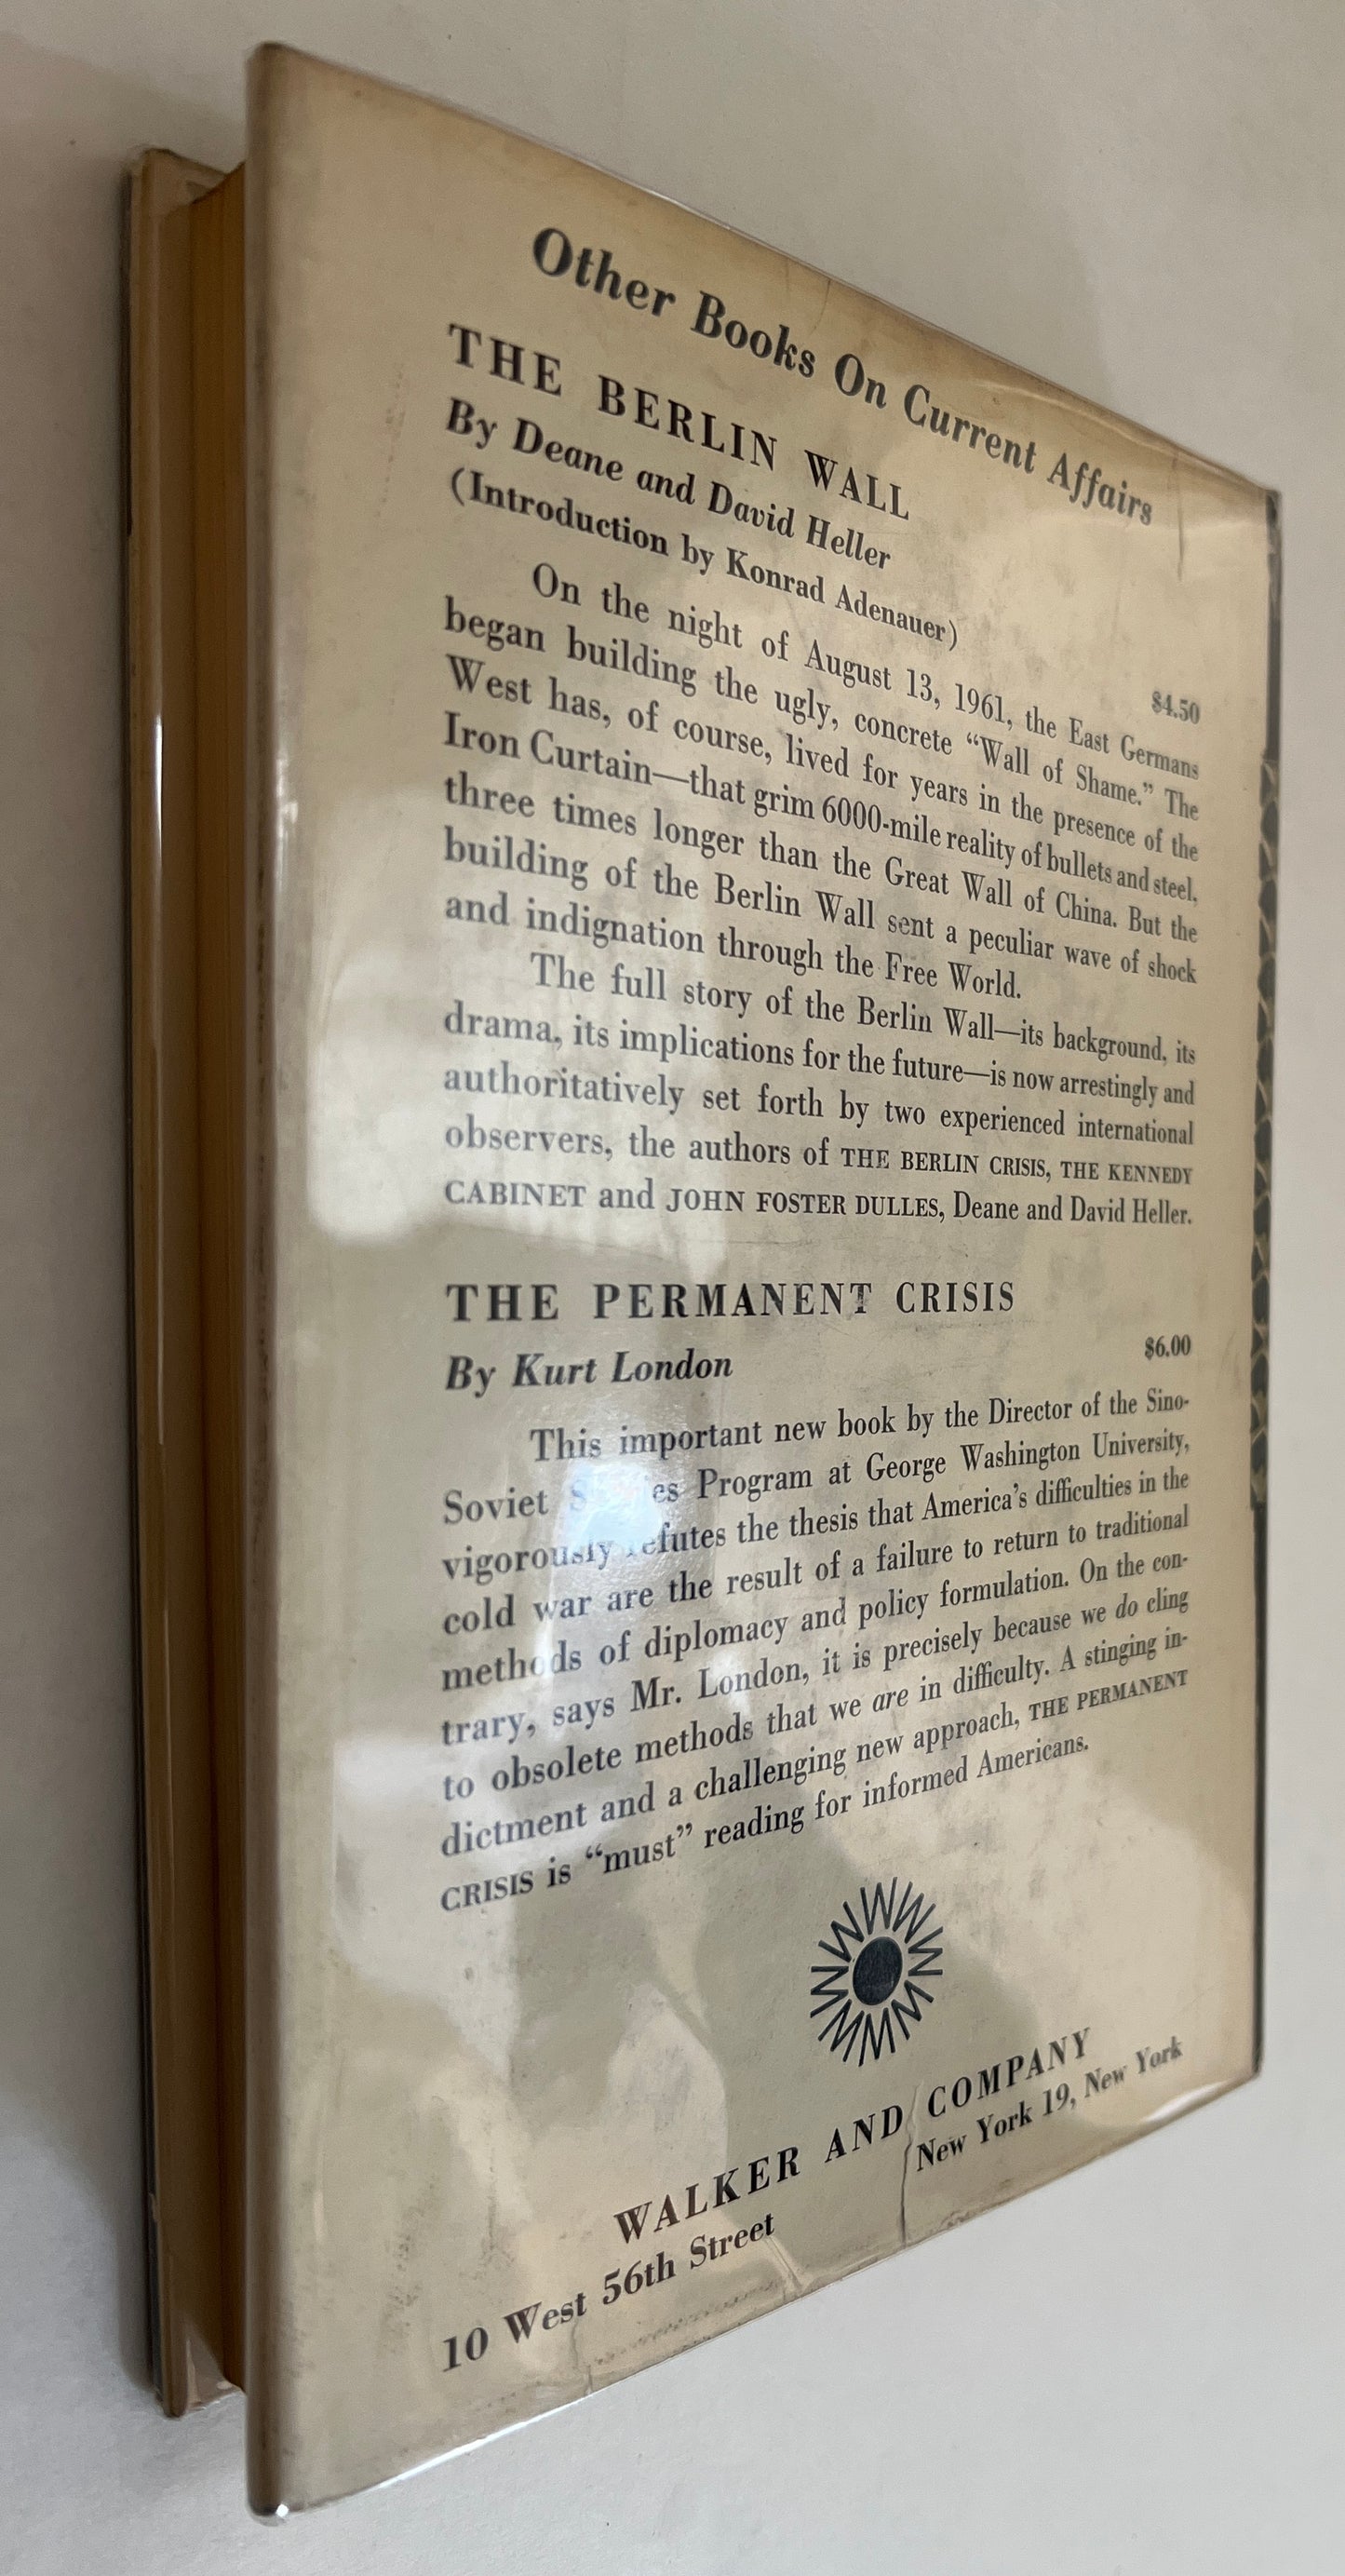 Other Books On Current Affairs
THE BERLIN WALL
By Deane and David Heller
(Introduction by Konrad Adenauer)
$4.50
On the night of August 13, 1961, the East Germans
began building the ugly, concrete “Wall of Shame.” The
West has, of course, lived for years in the presence of the
Iron Curtain—that grim 6000-mile reality of bullets and steel,
three times longer than the Great Wall of China. But the
building of the Berlin Wall sent a peculiar wave of shock
and indignation through the Free World.
The full story of the Berlin Wall—its background, its
drama, its implications for the future—is now arrestingly and
authoritatively set forth by two experienced international
observers, the authors of THE BERLIN CRISIS, THE KENNEDY
CABINET and JOHN FOSTER DULLES, Deane and David Heller.
THE PERMANENT CRISIS
By Kurt London
$6.00
This important new book by the Director of the Sino-
Soviet Program at George Washington University,
vigorously refutes the thesis that America’s difficulties in the
cold war are the result of a failure to return to traditional
methods of diplomacy and policy formulation. On the con-
trary, says Mr. London, it is precisely because we do cling
to obsolete methods that we are in difficulty. A stinging in-
dictment and a challenging new approach, THE PERMANENT
CRISIS is “must” reading for informed Americans.
WALKER AND COMPANY
10 West 56th Street New York 19, New York